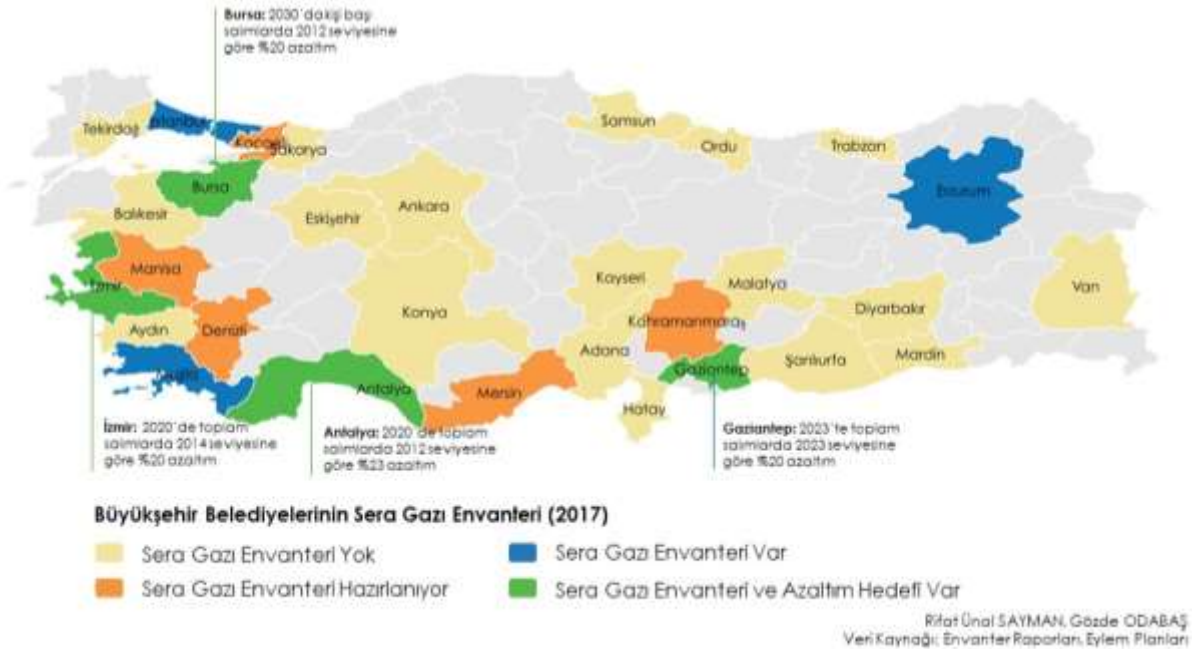 Bursa: 2030'da kişi başı
salımlarda 2012 seviyesine
göre %20 azaltım
Tekirdağ
İstanbul
Kocaeli
Sakarya
Samsun
Ordu
Trabzon
Erzurum
Bursa
Balıkesir
Eskişehir
Ankara
Manisa
İzmir
Kayseri
Malatya
Van
Aydın
Denizli
Konya
Kahramanmaraş
Diyarbakır
Muğla
Antalya
Mersin
Adana
Gaziantep
Şanlıurfa
Mardin
Hatay
İzmir: 2020'de toplam
salımlarda 2014 seviyesine
göre %20 azaltım
Antalya: 2020'de toplam
salımlarda 2012 seviyesine
göre %23 azaltım
Gaziantep: 2023'te toplam
salımlarda 2023 seviyesine
göre %20 azaltım
Büyükşehir Belediyelerinin Sera Gazı Envanteri (2017)
Sera Gazı Envanteri Yok
Sera Gazı Envanteri Var
Sera Gazı Envanteri Hazırlanıyor
Sera Gazı Envanteri ve Azaltım Hedefi Var
Rifat Ünal SAYMAN, Gözde ODABAŞ
Veri Kaynağı: Envanter Raporları, Eylem Planları